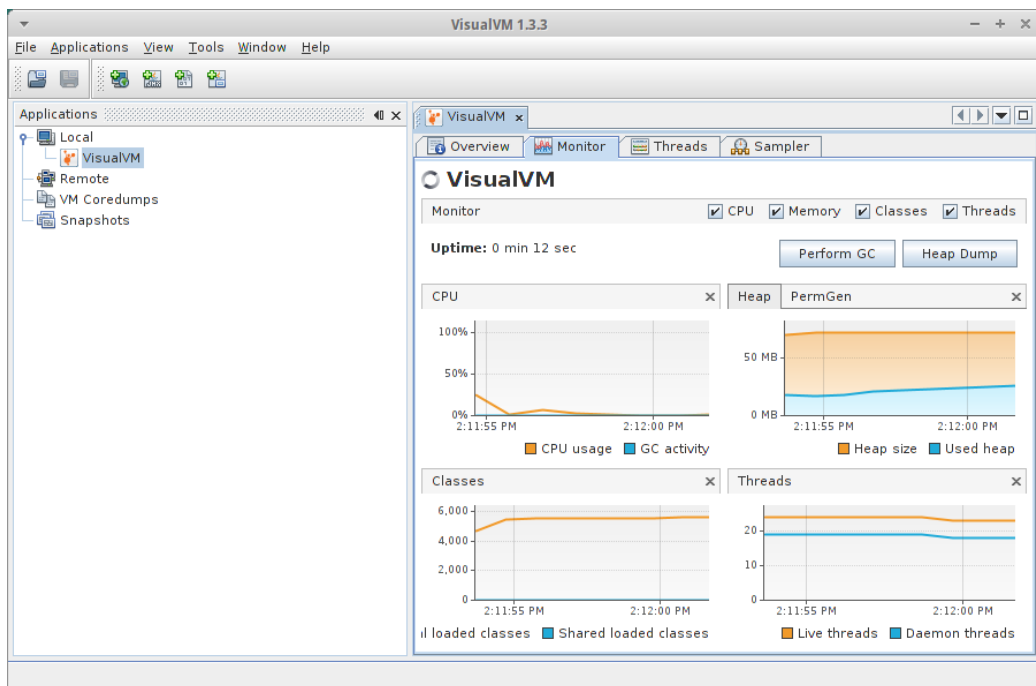 VisualVM 1.3.3
File Applications View Tools Window Help
Applications
Local
VisualVM
Remote
VM Coredumps
Snapshots
VisualVM
Overview Monitor Threads Sampler
VisualVM
Monitor CPU Memory Classes Threads
Uptime: 0 min 12 sec Perform GC Heap Dump
CPU
100%
50%
0%
2:11:55 PM 2:12:00 PM
CPU usage GC activity
Heap PermGen
50 MB
0 MB
2:11:55 PM 2:12:00 PM
Heap size Used heap
Classes
6,000
4,000
2,000
0
2:11:55 PM 2:12:00 PM
l loaded classes Shared loaded classes
Threads
20
10
0
2:11:55 PM 2:12:00 PM
Live threads Daemon threads